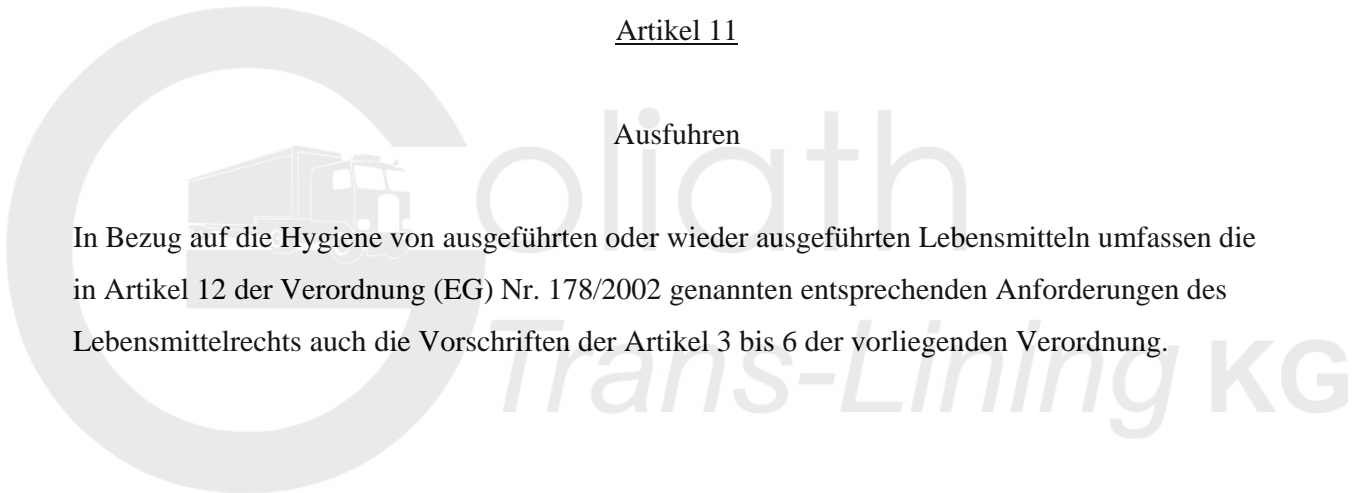 Artikel 11
Ausfuhren
In Bezug auf die Hygiene von ausgeführten oder wieder ausgeführten Lebensmitteln umfassen die
in Artikel 12 der Verordnung (EG) Nr. 178/2002 genannten entsprechenden Anforderungen des
Lebensmittelrechts auch die Vorschriften der Artikel 3 bis 6 der vorliegenden Verordnung.
Goliath
Trans-Lining KG